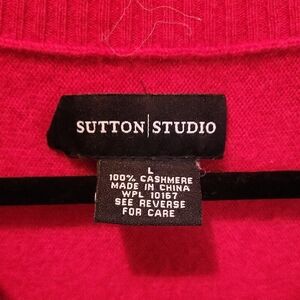 SUTTON|STUDIO
L
100% CASHMERE
MADE IN CHINA
WPL 10167
SEE REVERSE
FOR CARE